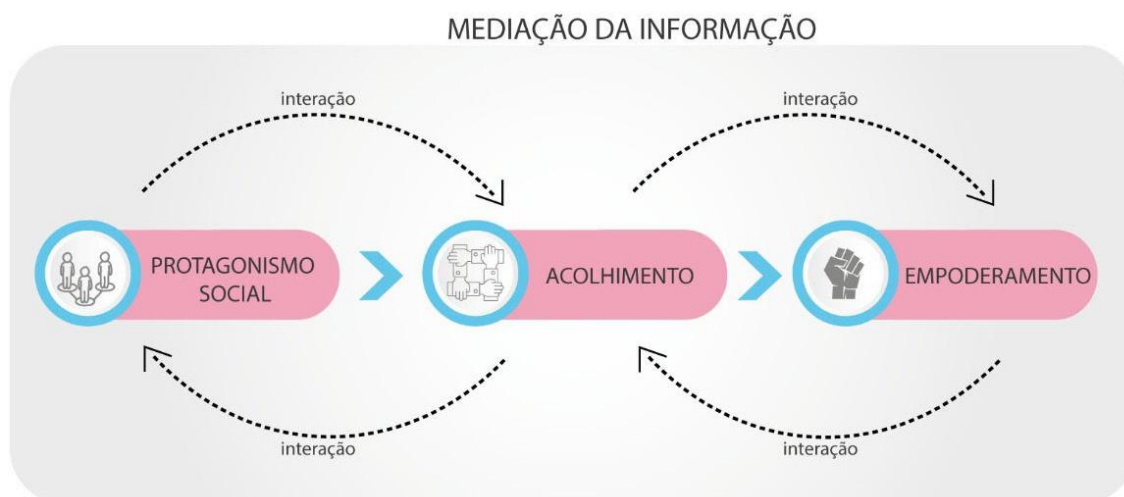 MEDIAÇÃO DA INFORMAÇÃO
interação
interação
PROTAGONISMO
SOCIAL
ACOLHIMENTO
EMPODERAMENTO
interação
interação